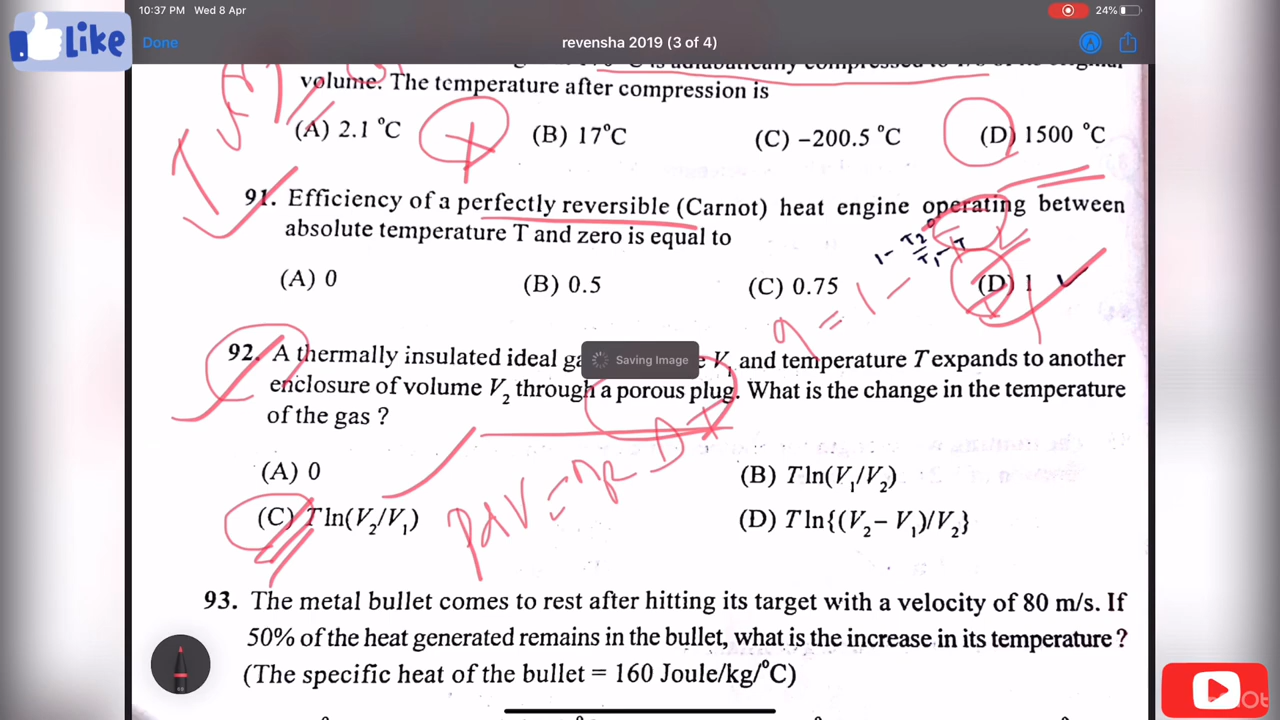 10:37 PM Wed 8 Apr
24%
Like
Done
revensha 2019 (3 of 4)
volume. The temperature after compression is
(A) 2.1 °C
(B) 17°C
(C) -200.5 °C
(D) 1500 °C
91. Efficiency of a perfectly reversible (Carnot) heat engine operating between
absolute temperature T and zero is equal to
(A) 0
(B) 0.5
(C) 0.75
(D) 1
η = 1 -
92. A thermally insulated ideal V₁ and temperature T expands to another
Saving Image
enclosure of volume V₂ through a porous plug. What is the change in the temperature
of the gas ?
(A) 0
(B) T ln(V₁/V₂)
(C) T ln(V₂/V₁)
(D) T ln{(V₂ – V₁)/V₂}
PdV =
93. The metal bullet comes to rest after hitting its target with a velocity of 80 m/s. If
50% of the heat generated remains in the bullet, what is the increase in its temperature ?
(The specific heat of the bullet = 160 Joule/kg/°C)